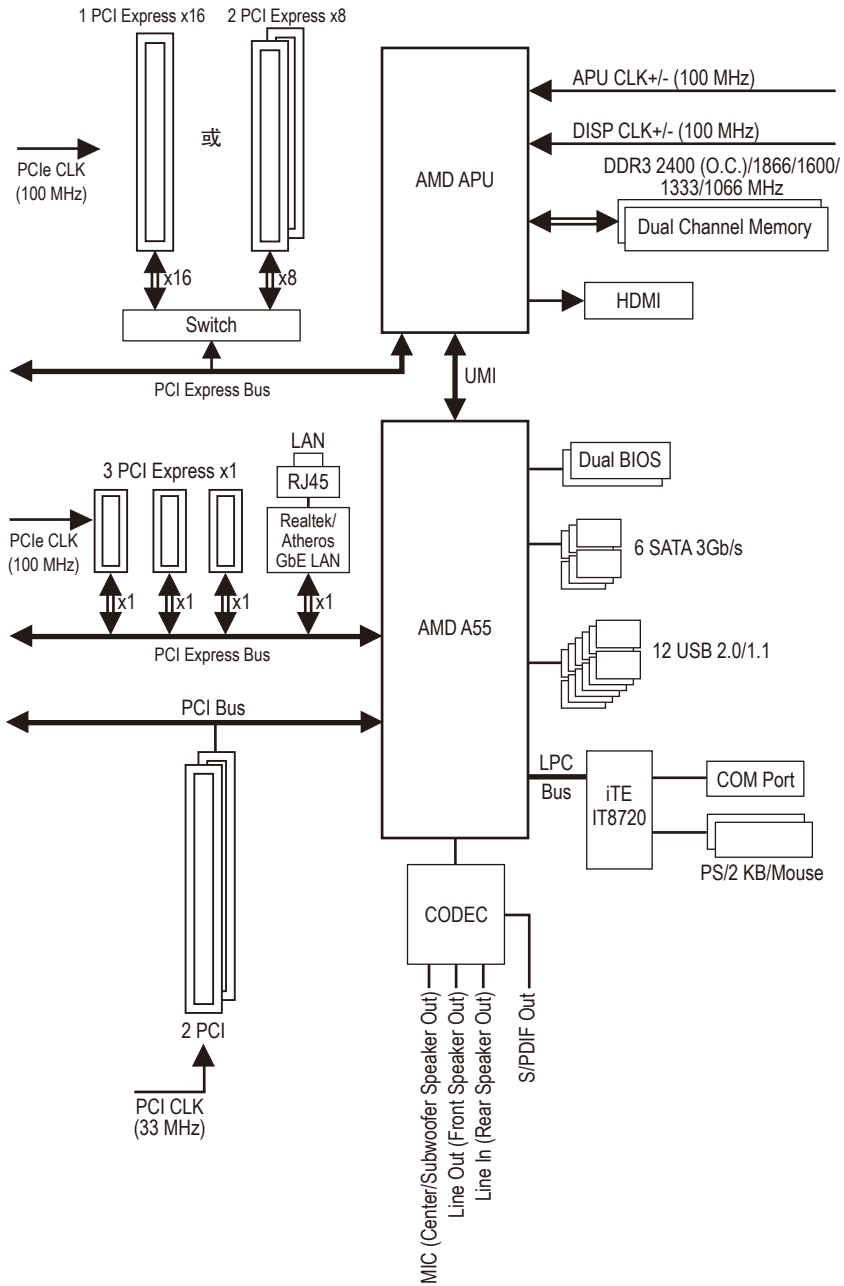 1 PCI Express x16
2 PCI Express x8
APU CLK+/- (100 MHz)
DISP CLK+/- (100 MHz)
PCIe CLK
(100 MHz)
或
AMD APU
DDR3 2400 (O.C.)/1866/1600/
1333/1066 MHz
Dual Channel Memory
x16
x8
HDMI
Switch
PCI Express Bus
UMI
LAN
RJ45
3 PCI Express x1
Realtek/
Atheros
GbE LAN
PCIe CLK
(100 MHz)
x1
x1
x1
x1
PCI Express Bus
Dual BIOS
6 SATA 3Gb/s
AMD A55
12 USB 2.0/1.1
PCI Bus
LPC
Bus
iTE
IT8720
COM Port
PS/2 KB/Mouse
CODEC
2 PCI
PCI CLK
(33 MHz)
MIC (Center/Subwoofer Speaker Out)
Line Out (Front Speaker Out)
Line In (Rear Speaker Out)
S/PDIF Out